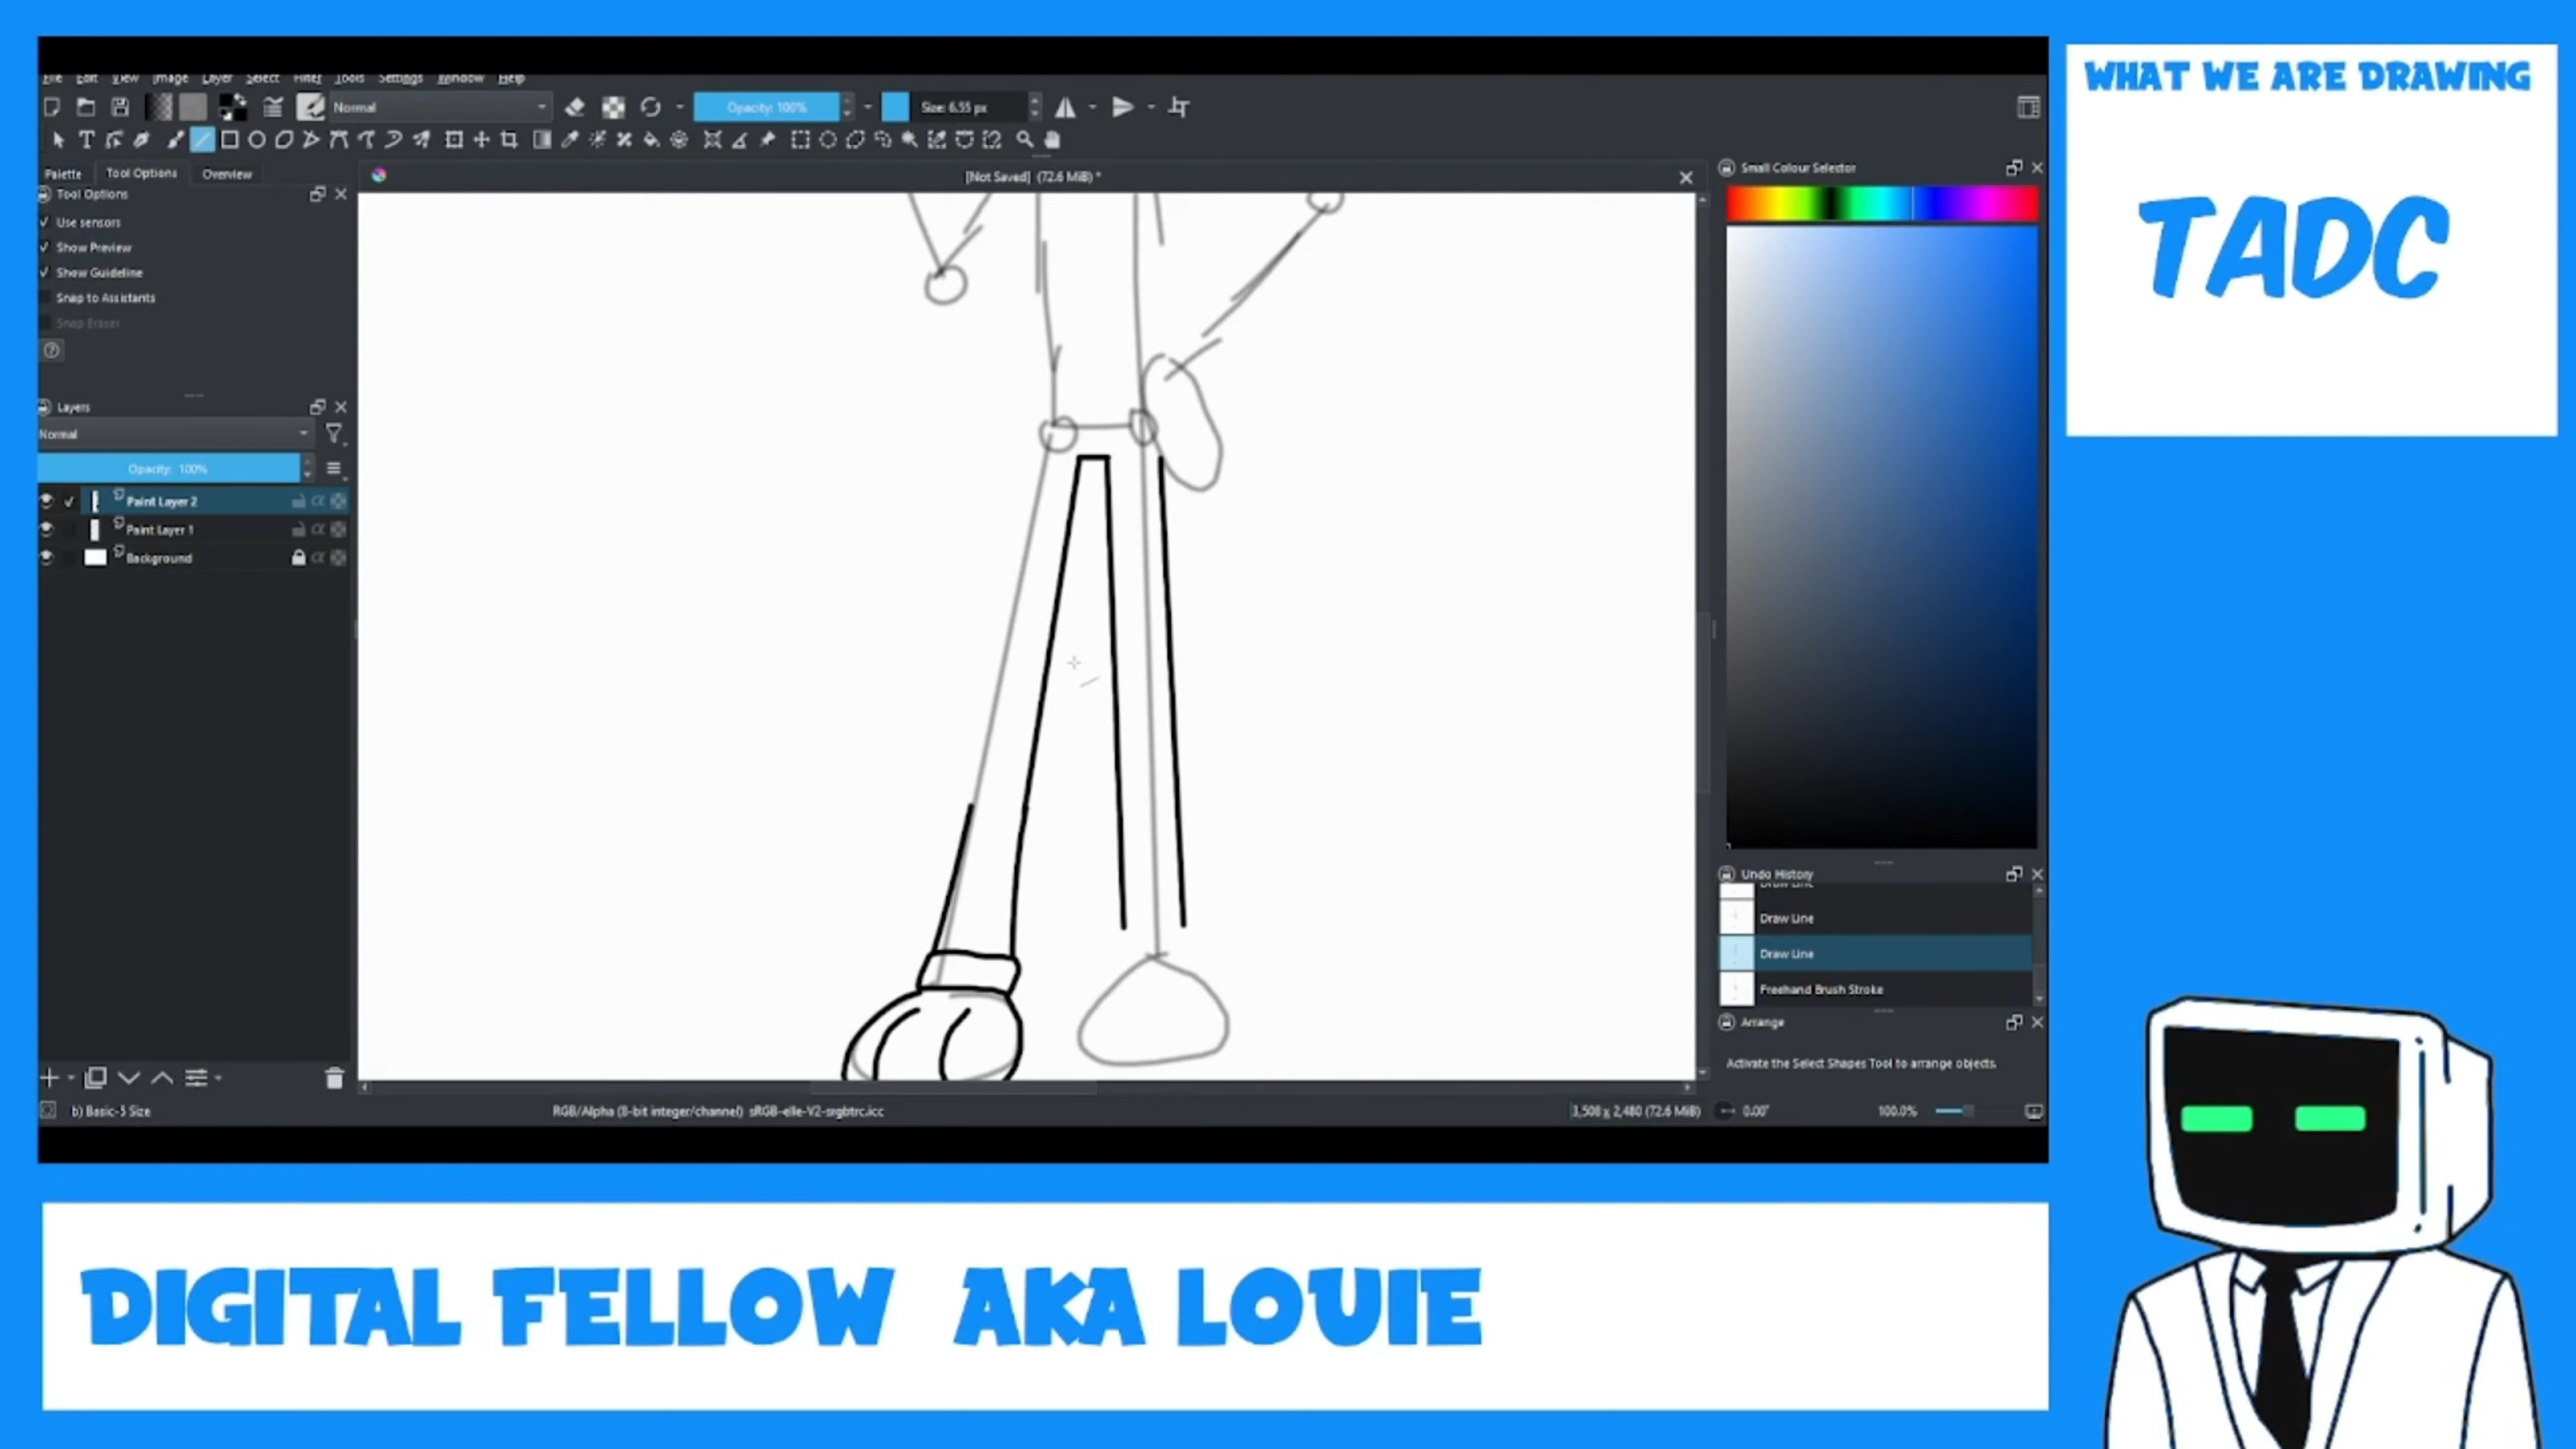 File Edit View Image Layer Select Filter Tools Settings Window Help
WHAT WE ARE DRAWING
TADC
Normal
Opacity: 100%
Size: 6.55 px
Palette
Tool Options
Overview
[Not Saved] (72.6 MiB) *
Small Colour Selector
Tool Options
Use sensors
Show Preview
Show Guideline
Snap to Assistants
Snap Eraser
Layers
Normal
Opacity: 100%
Paint Layer 2
Paint Layer 1
Background
Undo History
Draw Line
Draw Line
Draw Line
Freehand Brush Stroke
Arrange
Activate the Select Shapes Tool to arrange objects.
b) Basic-5 Size
RGB/Alpha (8-bit integer/channel) sRGB-elle-V2-srgbtrc.icc
3,508 x 2,480 (72.6 MiB)
0.00°
100.0%
DIGITAL FELLOW AKA LOUIE